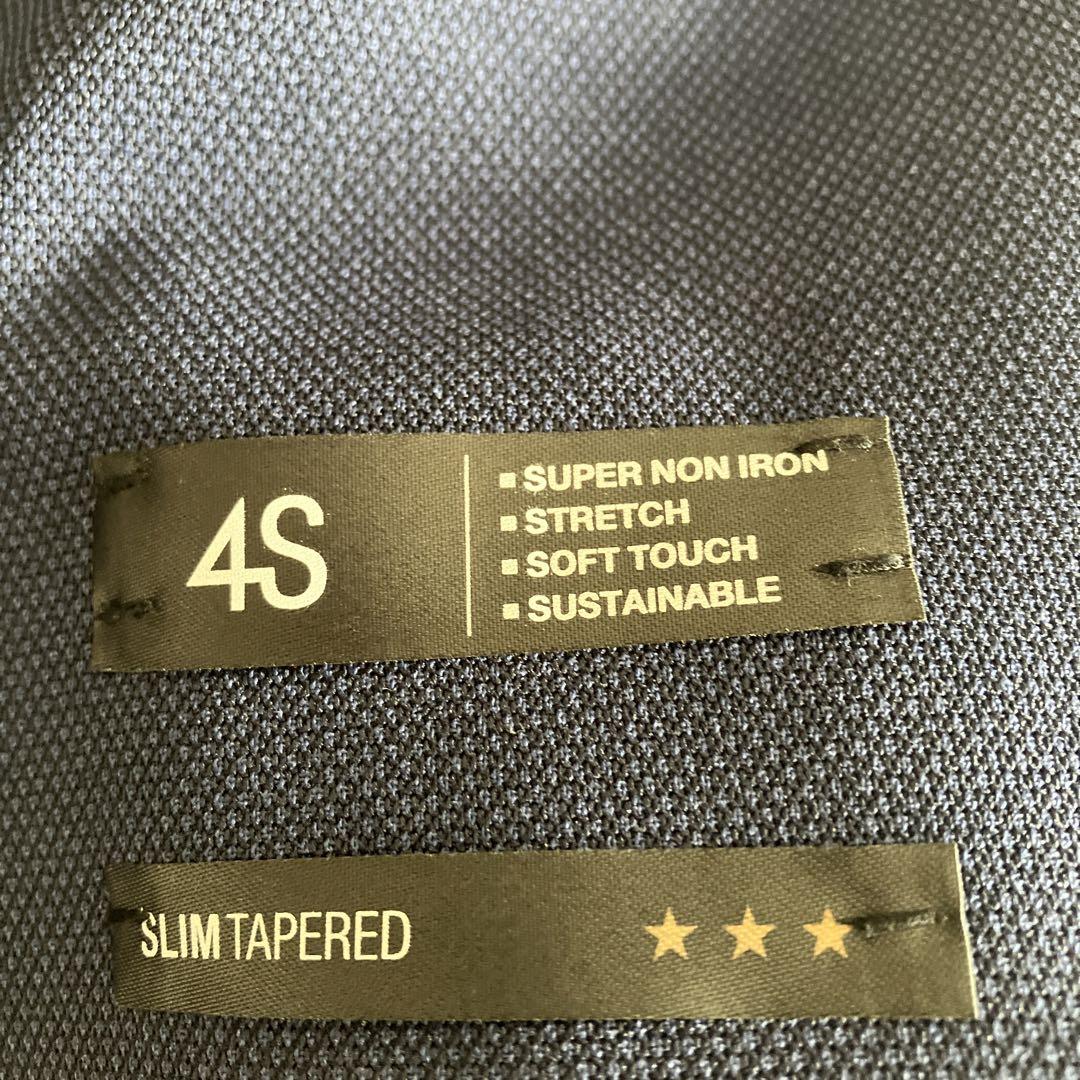 4S
▪ SUPER NON IRON
▪ STRETCH
▪ SOFT TOUCH
▪ SUSTAINABLE
SLIM TAPERED ★ ★ ★